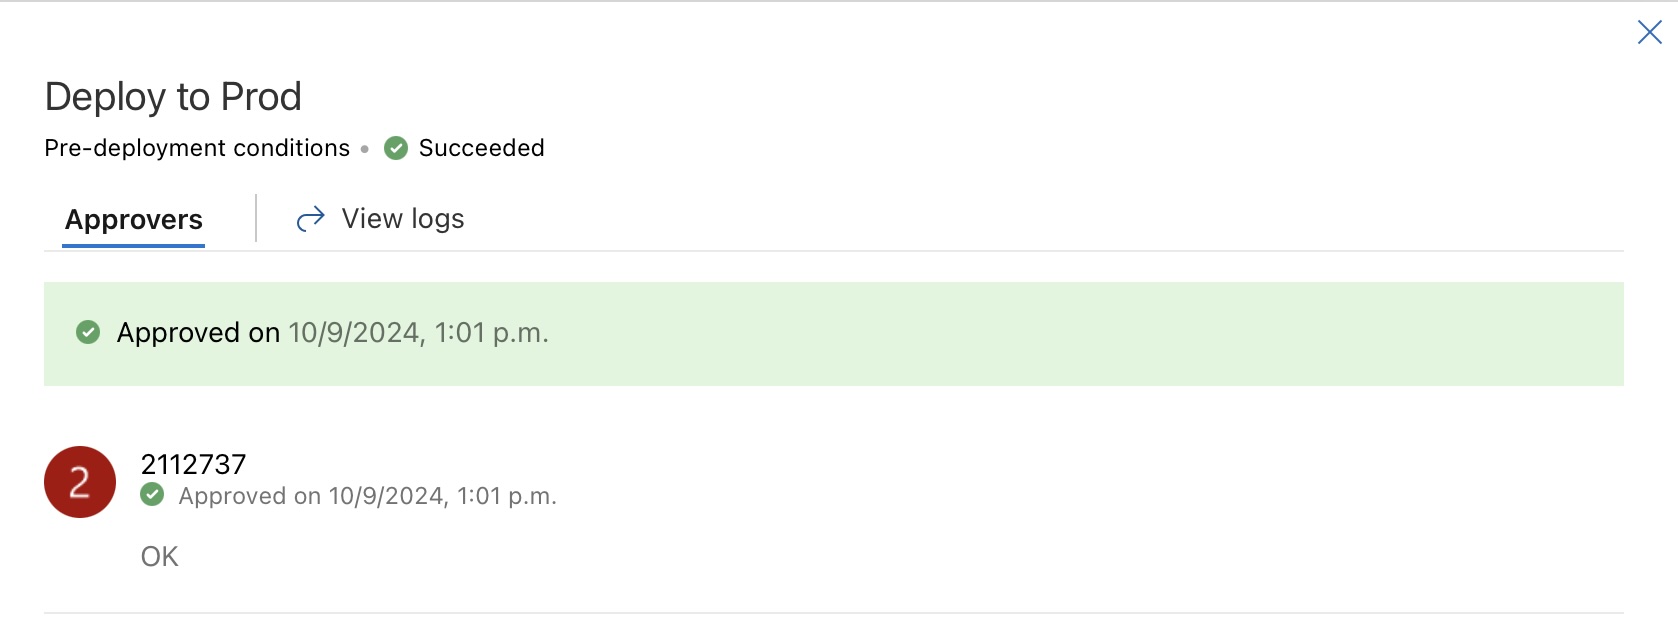 Deploy to Prod
Pre-deployment conditions • Succeeded
Approvers View logs
Approved on 10/9/2024, 1:01 p.m.
2
2112737
Approved on 10/9/2024, 1:01 p.m.
OK